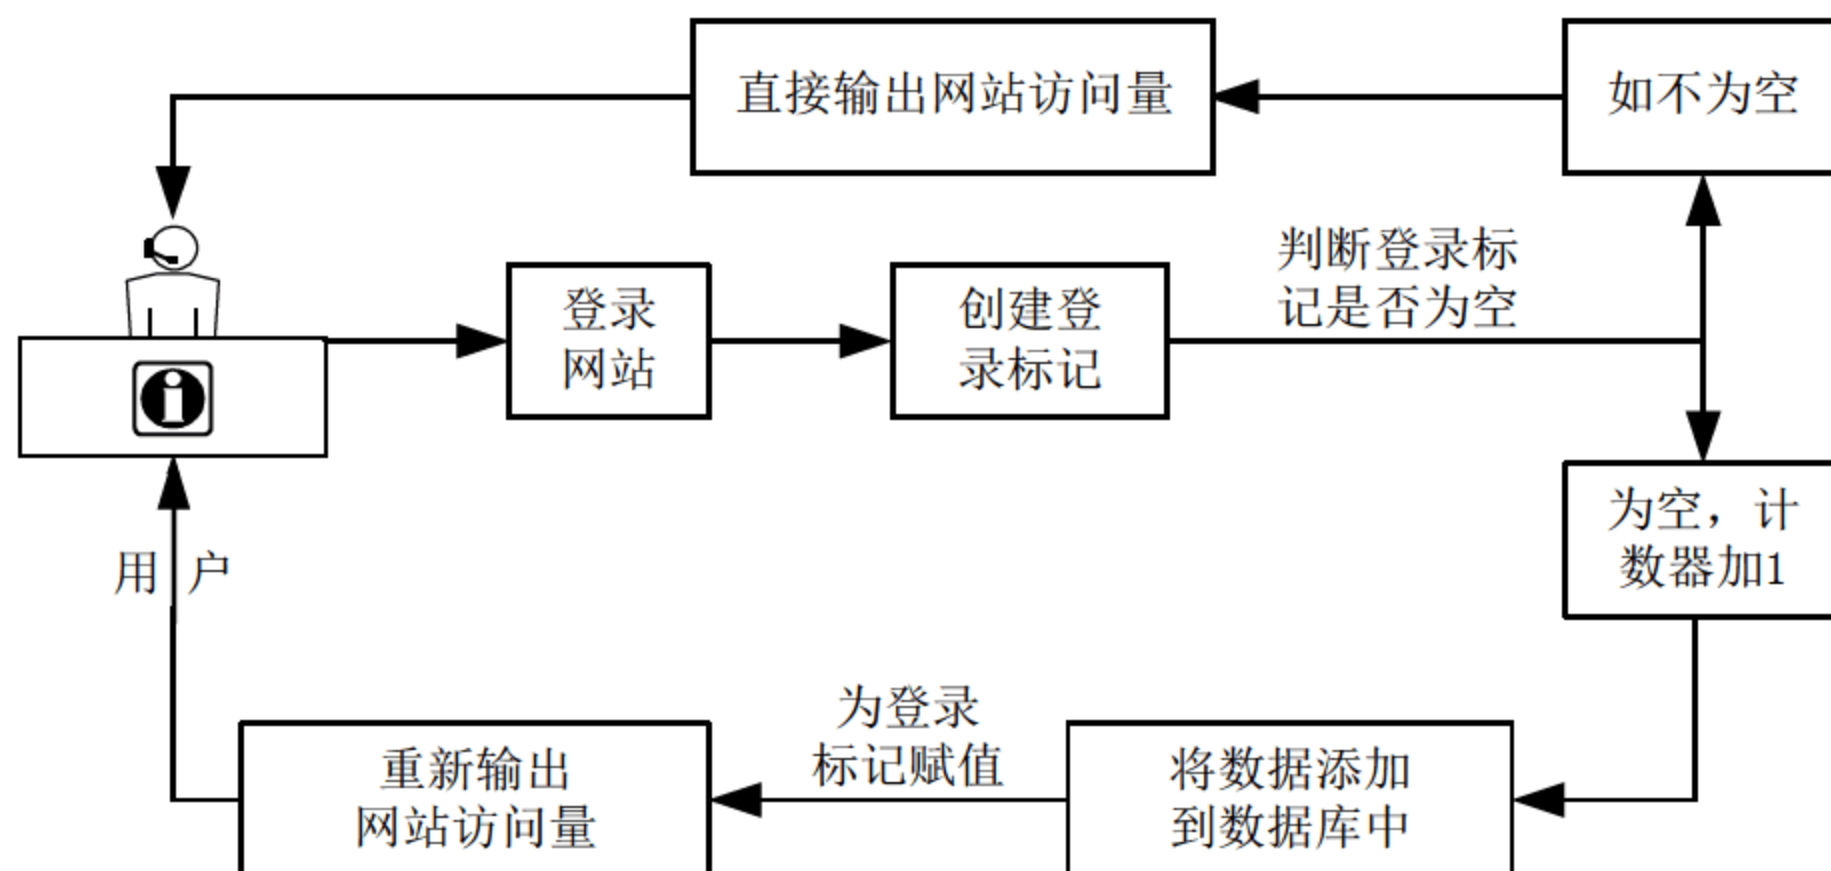 直接输出网站访问量
如不为空
判断登录标
记是否为空
登录
网站
创建登
录标记
为空，计
数器加1
用户
为登录
标记赋值
重新输出
网站访问量
将数据添加
到数据库中